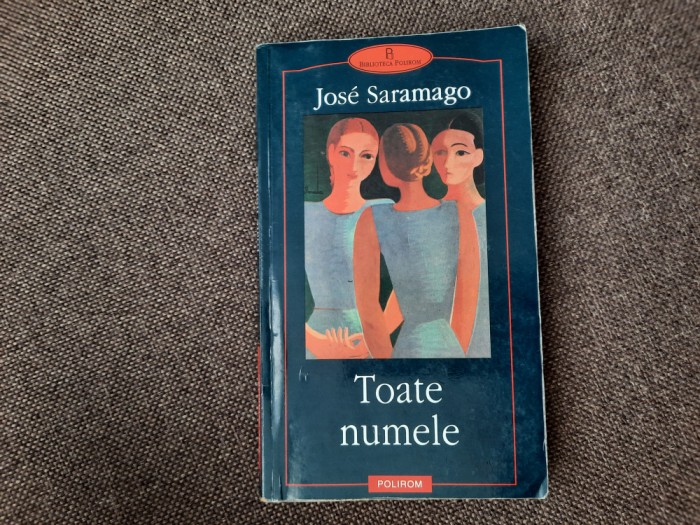 BIBLIOTECA POLIROM
José Saramago
Toate
numele
POLIROM